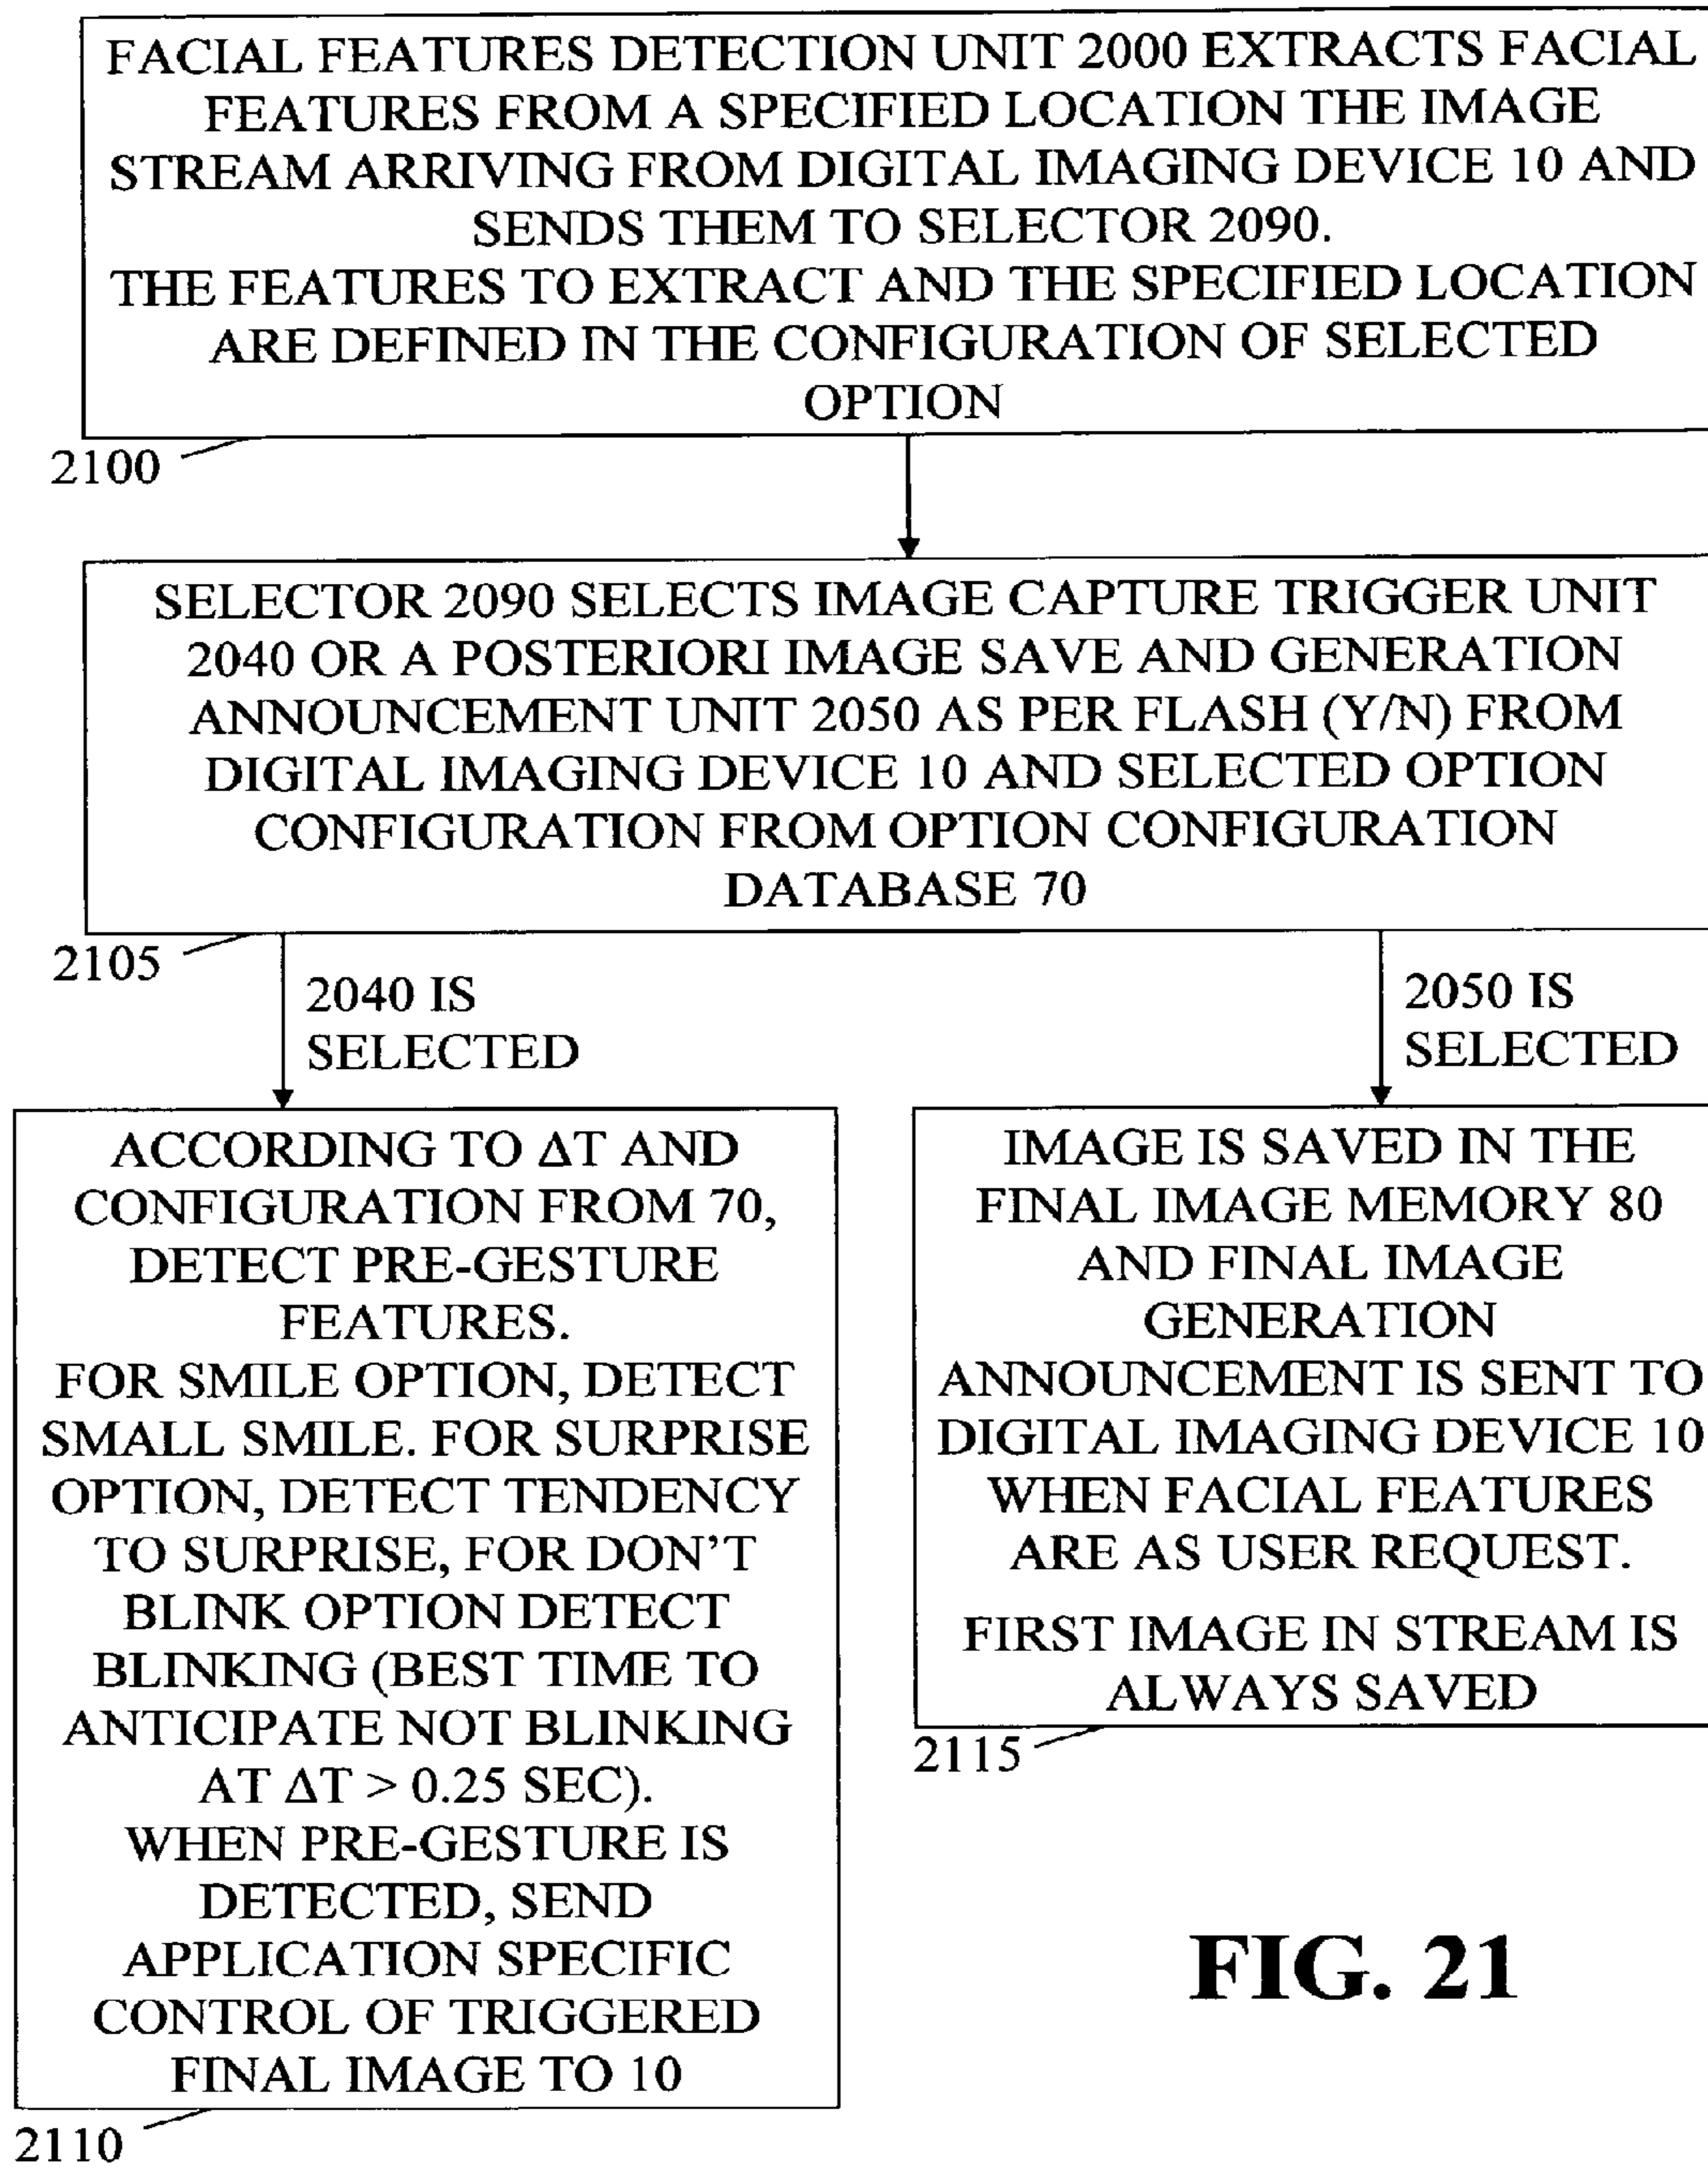 FACIAL FEATURES DETECTION UNIT 2000 EXTRACTS FACIAL
FEATURES FROM A SPECIFIED LOCATION THE IMAGE
STREAM ARRIVING FROM DIGITAL IMAGING DEVICE 10 AND
SENDS THEM TO SELECTOR 2090.
THE FEATURES TO EXTRACT AND THE SPECIFIED LOCATION
ARE DEFINED IN THE CONFIGURATION OF SELECTED
OPTION
2100
SELECTOR 2090 SELECTS IMAGE CAPTURE TRIGGER UNIT
2040 OR A POSTERIORI IMAGE SAVE AND GENERATION
ANNOUNCEMENT UNIT 2050 AS PER FLASH (Y/N) FROM
DIGITAL IMAGING DEVICE 10 AND SELECTED OPTION
CONFIGURATION FROM OPTION CONFIGURATION
DATABASE 70
2105
2040 IS
SELECTED
2050 IS
SELECTED
ACCORDING TO ΔT AND
CONFIGURATION FROM 70,
DETECT PRE-GESTURE
FEATURES.
FOR SMILE OPTION, DETECT
SMALL SMILE. FOR SURPRISE
OPTION, DETECT TENDENCY
TO SURPRISE, FOR DON'T
BLINK OPTION DETECT
BLINKING (BEST TIME TO
ANTICIPATE NOT BLINKING
AT ΔT > 0.25 SEC).
WHEN PRE-GESTURE IS
DETECTED, SEND
APPLICATION SPECIFIC
CONTROL OF TRIGGERED
FINAL IMAGE TO 10
2110
IMAGE IS SAVED IN THE
FINAL IMAGE MEMORY 80
AND FINAL IMAGE
GENERATION
ANNOUNCEMENT IS SENT TO
DIGITAL IMAGING DEVICE 10
WHEN FACIAL FEATURES
ARE AS USER REQUEST.
FIRST IMAGE IN STREAM IS
ALWAYS SAVED
2115
FIG. 21